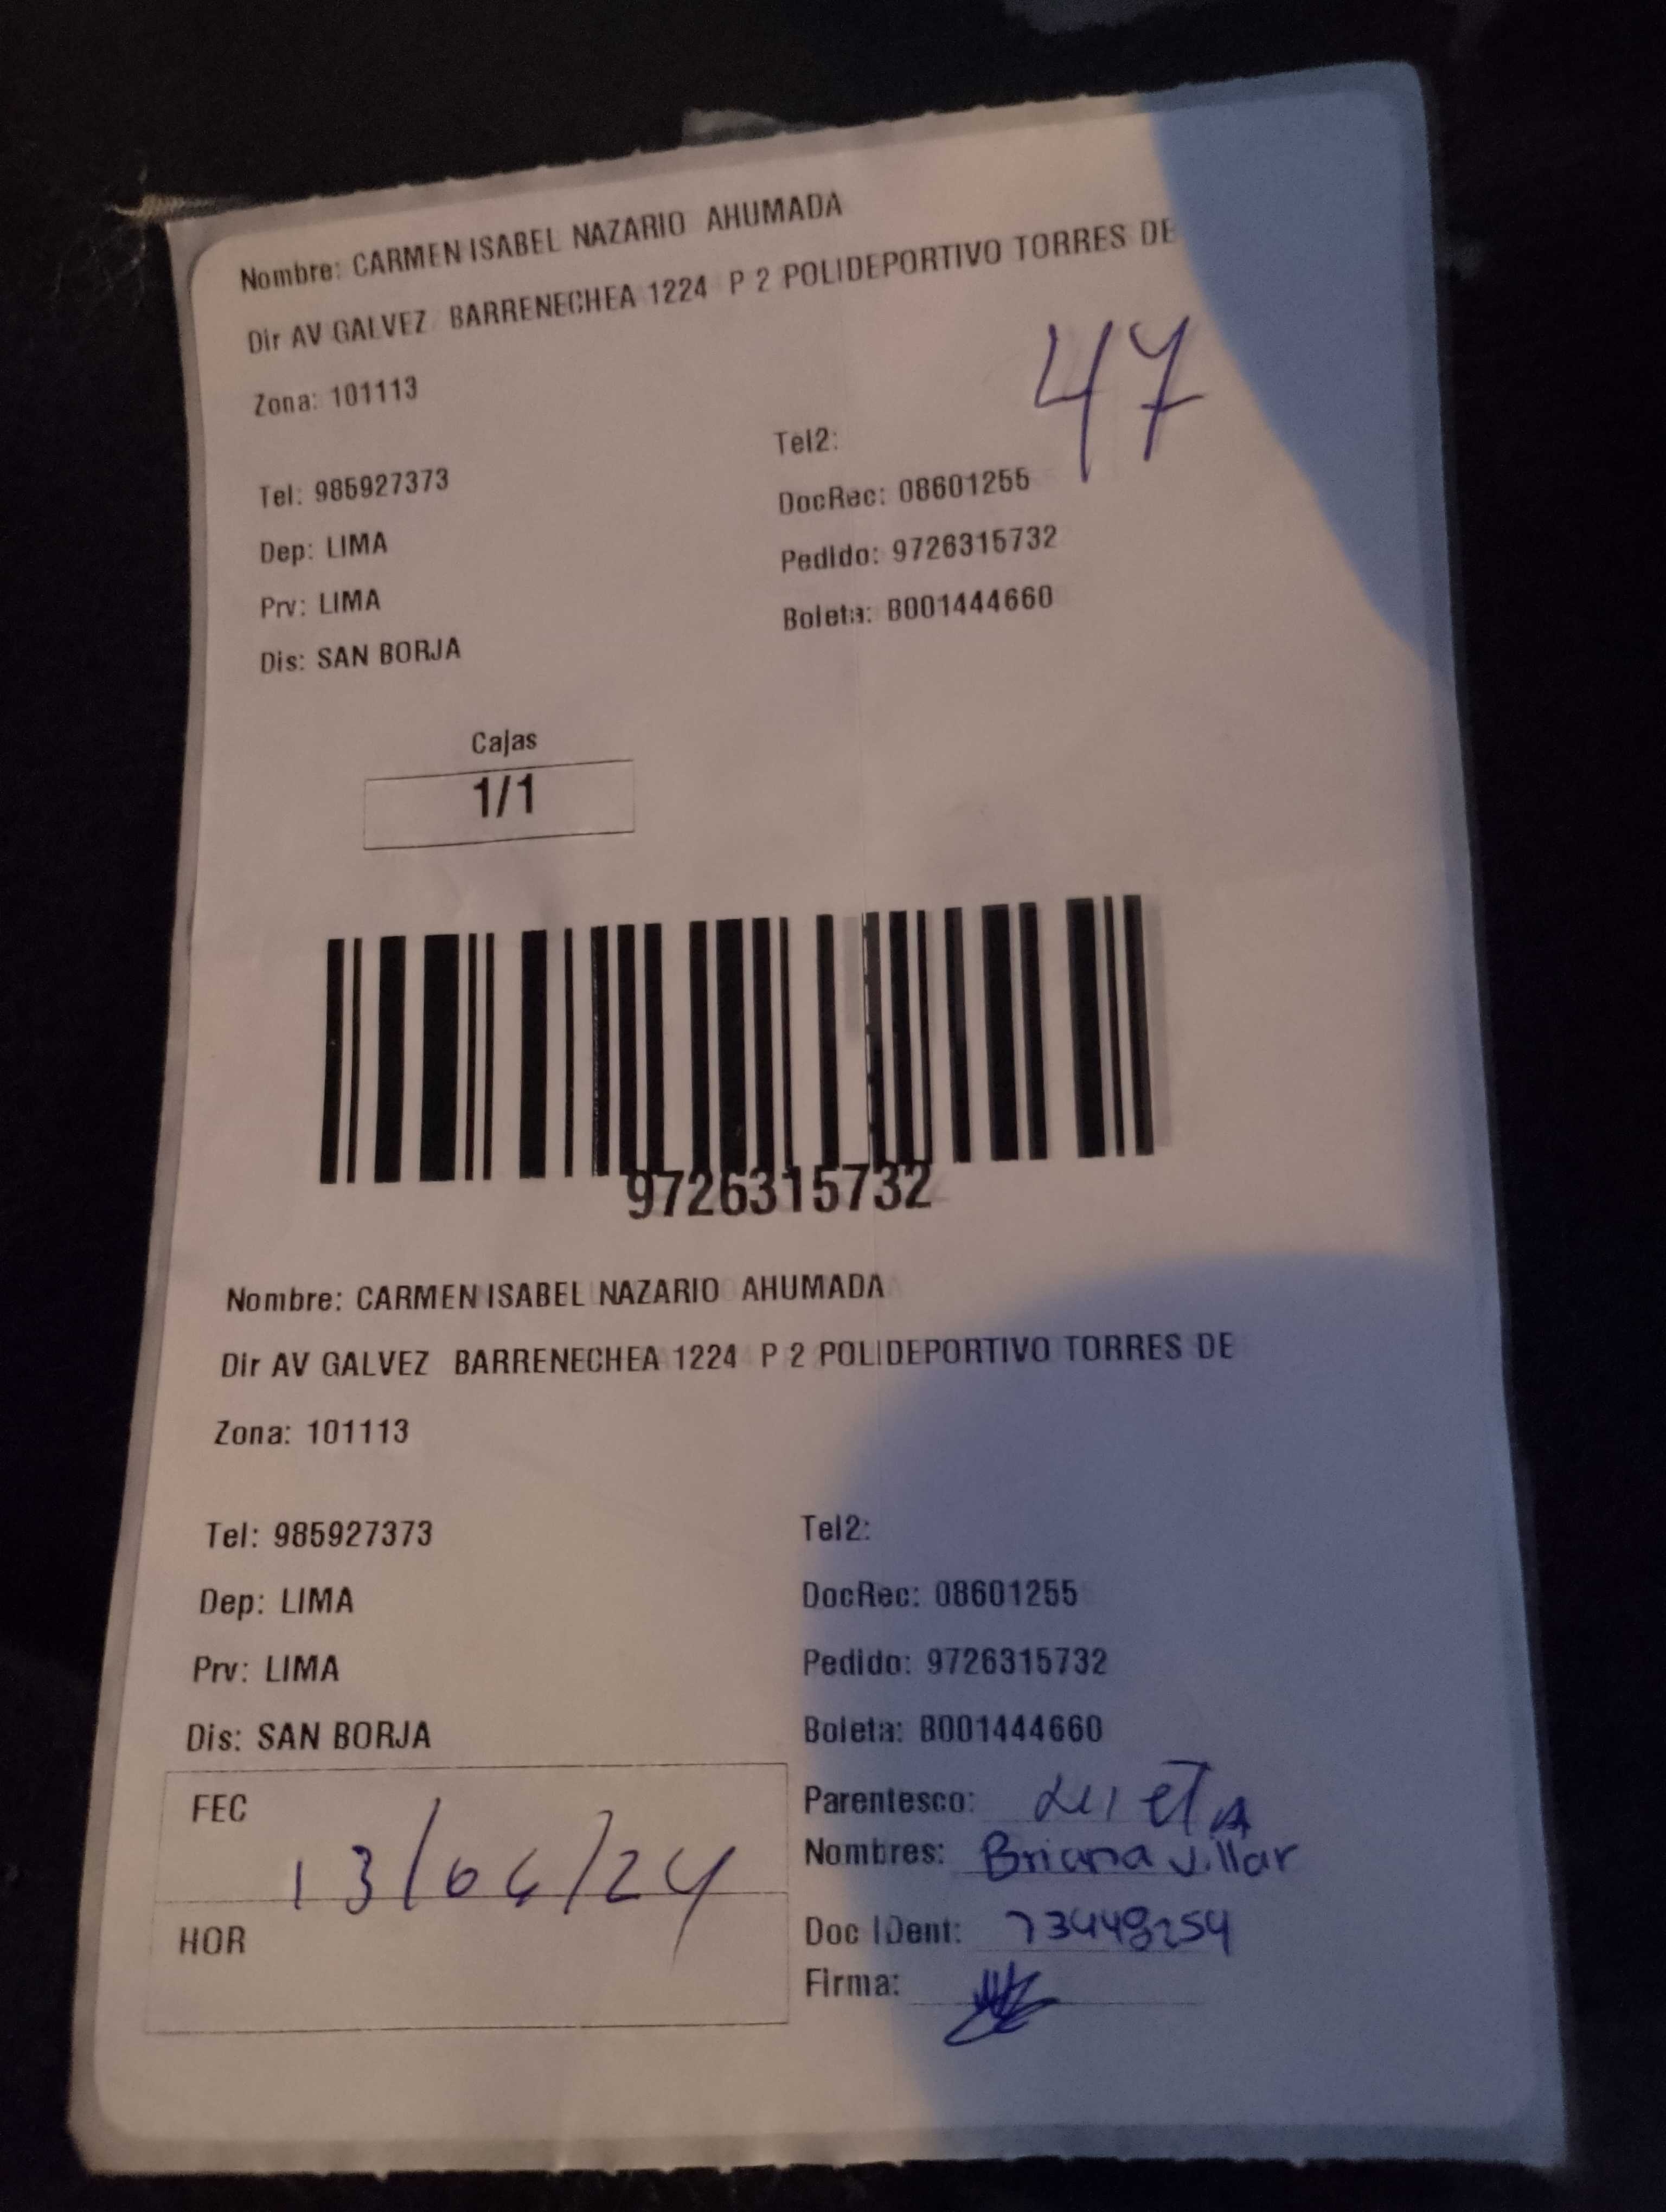 Nombre: CARMEN ISABEL NAZARIO AHUMADA
Dir AV GALVEZ BARRENECHEA 1224 P 2 POLIDEPORTIVO TORRES DE
47
Zona: 101113
Tel2:
Tel: 985927373
DocRec: 08601255
Dep: LIMA
Pedido: 9726315732
Prv: LIMA
Boleta: B001444660
Dis: SAN BORJA
Cajas
1/1
9726315732
Nombre: CARMEN ISABEL NAZARIO AHUMADA
Dir AV GALVEZ BARRENECHEA 1224 P 2 POLIDEPORTIVO TORRES DE
Zona: 101113
Tel: 985927373
Tel2:
Dep: LIMA
DocRec: 08601255
Prv: LIMA
Pedido: 9726315732
Dis: SAN BORJA
Boleta: B001444660
FEC
Parentesco:
13/04/24
Nombres: Briana Villar
HOR
Doc IDent: 73448254
Firma: